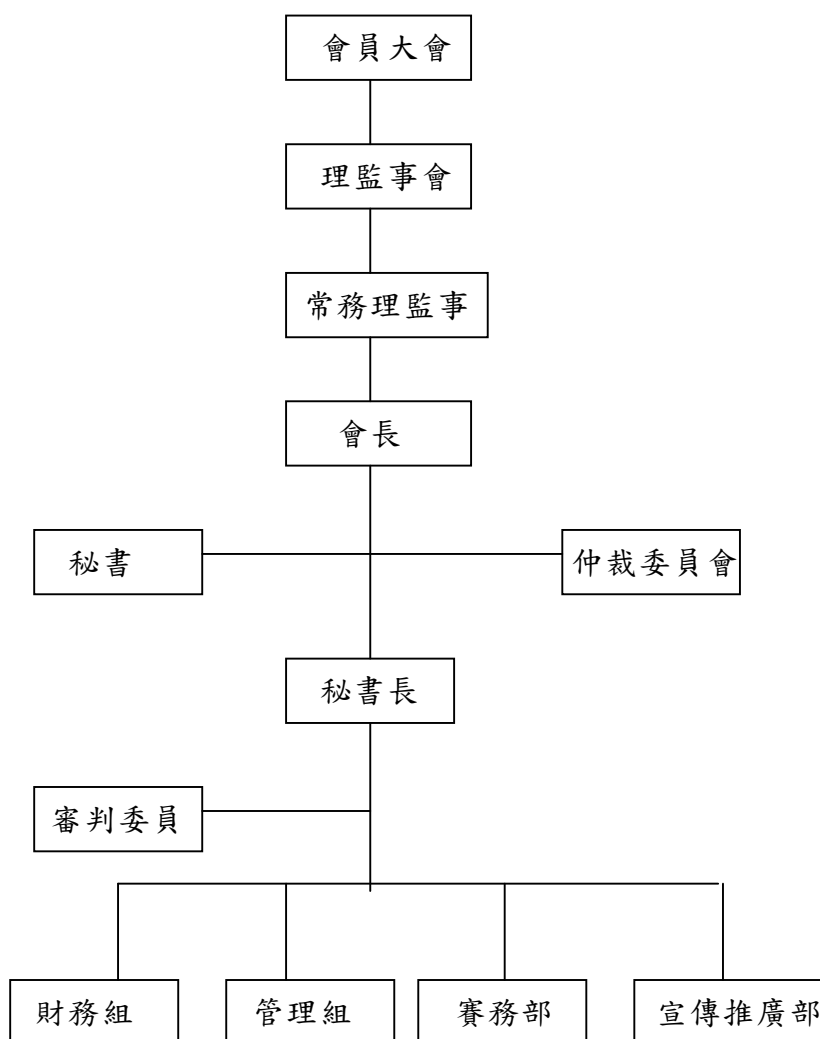 會員大會
理監事會
常務理監事
會長
秘書
仲裁委員會
秘書長
審判委員
財務組
管理組
賽務部
宣傳推廣部